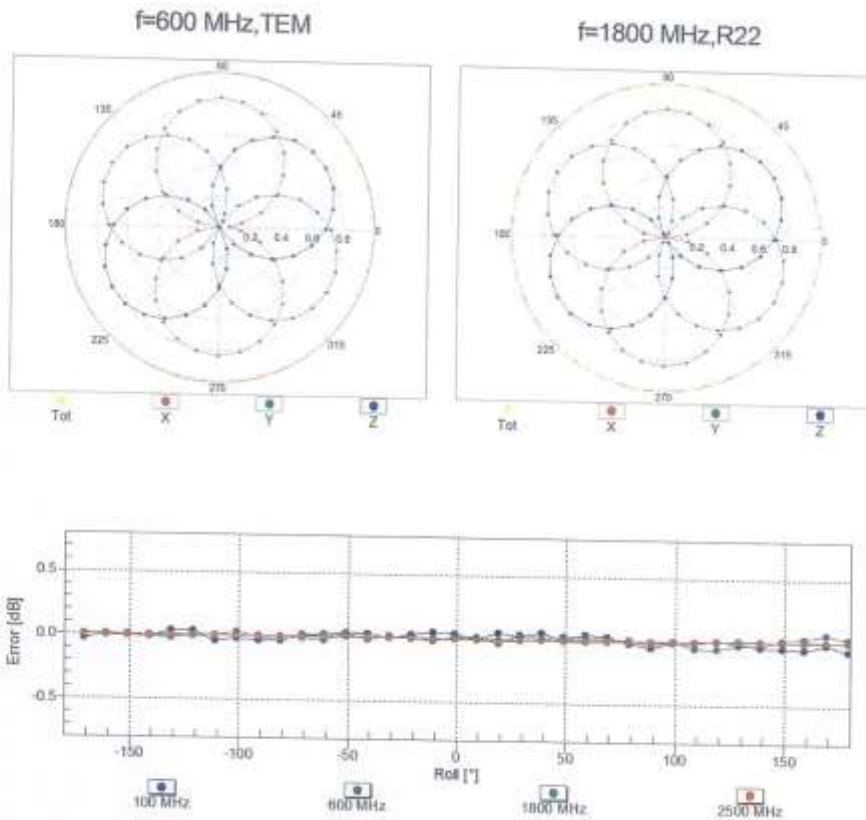 f=600 MHz,TEM
f=1800 MHz,R22
90
135
45
180
0.2 0.4 0.6 0.8
0
225
315
270
Tot X Y Z
90
135
45
180
0.2 0.4 0.6 0.8
0
225
315
270
Tot X Y Z
Error [dB]
0.5
0.0
-0.5
-150 -100 -50 0 50 100 150
Roll [°]
100 MHz 600 MHz 1800 MHz 2500 MHz